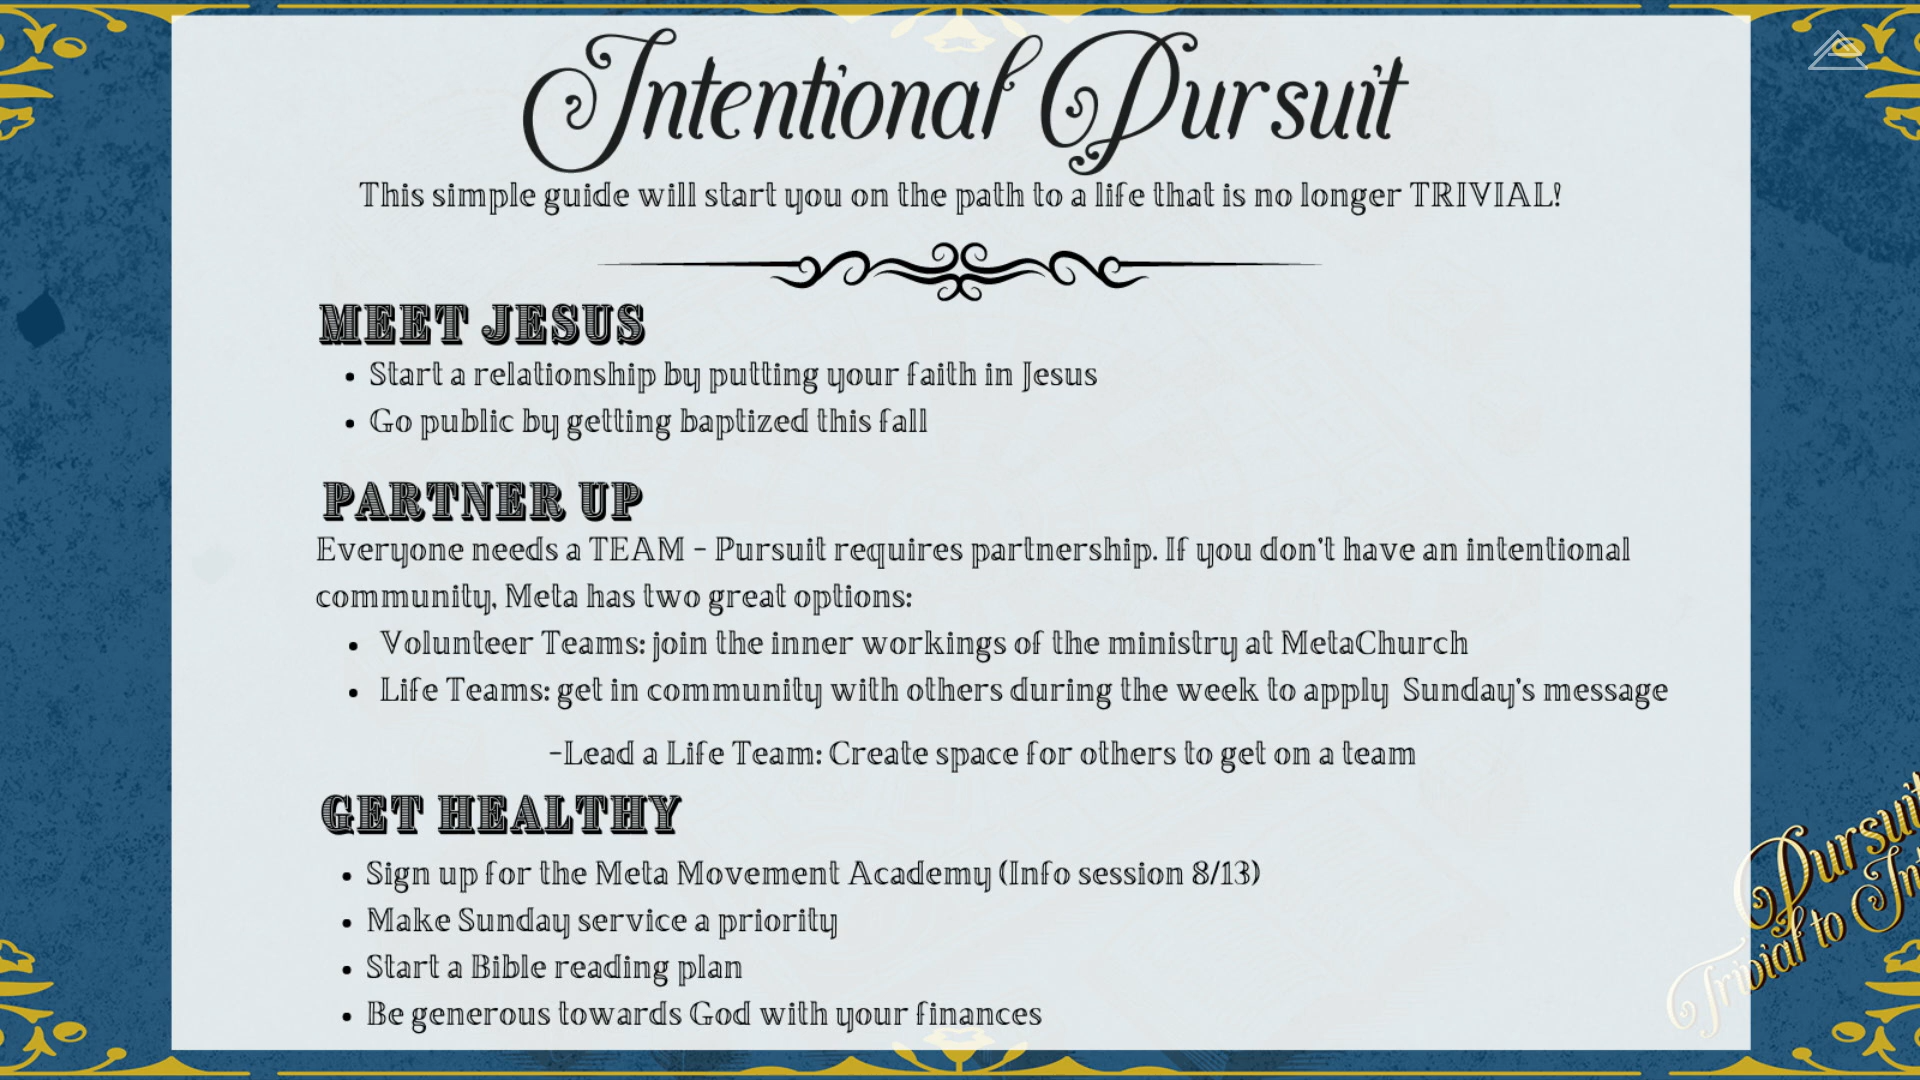 Intentional Pursuit
This simple guide will start you on the path to a life that is no longer TRIVIAL!
MEET JESUS
• Start a relationship by putting your faith in Jesus
• Go public by getting baptized this fall
PARTNER UP
Everyone needs a TEAM - Pursuit requires partnership. If you don't have an intentional
community, Meta has two great options:
• Volunteer Teams: join the inner workings of the ministry at MetaChurch
• Life Teams: get in community with others during the week to apply Sunday's message
-Lead a Life Team: Create space for others to get on a team
GET HEALTHY
• Sign up for the Meta Movement Academy (Info session 8/13)
• Make Sunday service a priority
• Start a Bible reading plan
• Be generous towards God with your finances
Pursuit
Trivial to